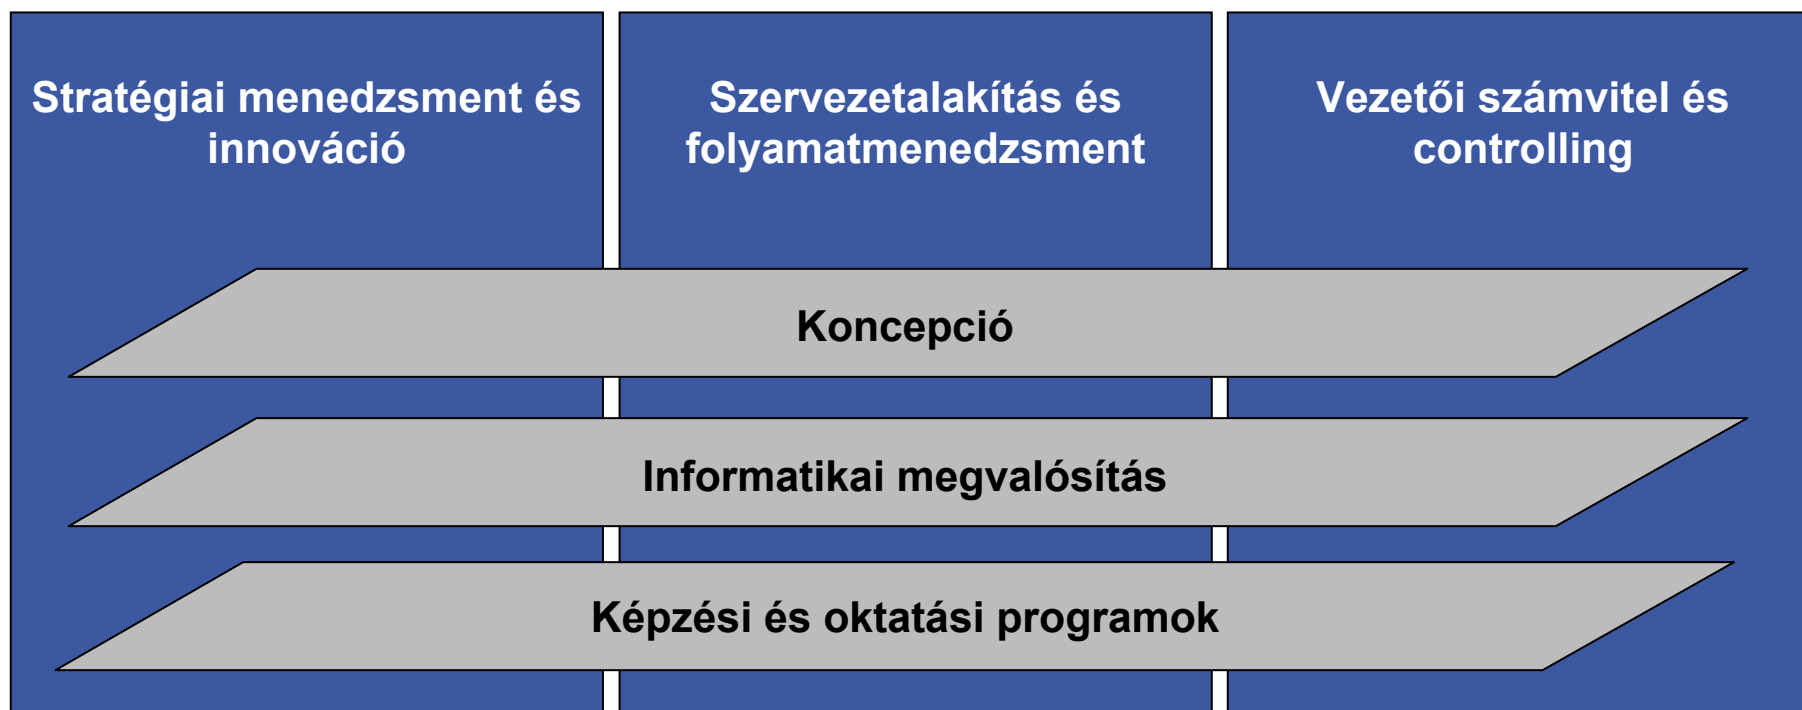 Stratégiai menedzsment és
innováció
Szervezetalakítás és
folyamatmenedzsment
Vezetői számvitel és
controlling
Koncepció
Informatikai megvalósítás
Képzési és oktatási programok